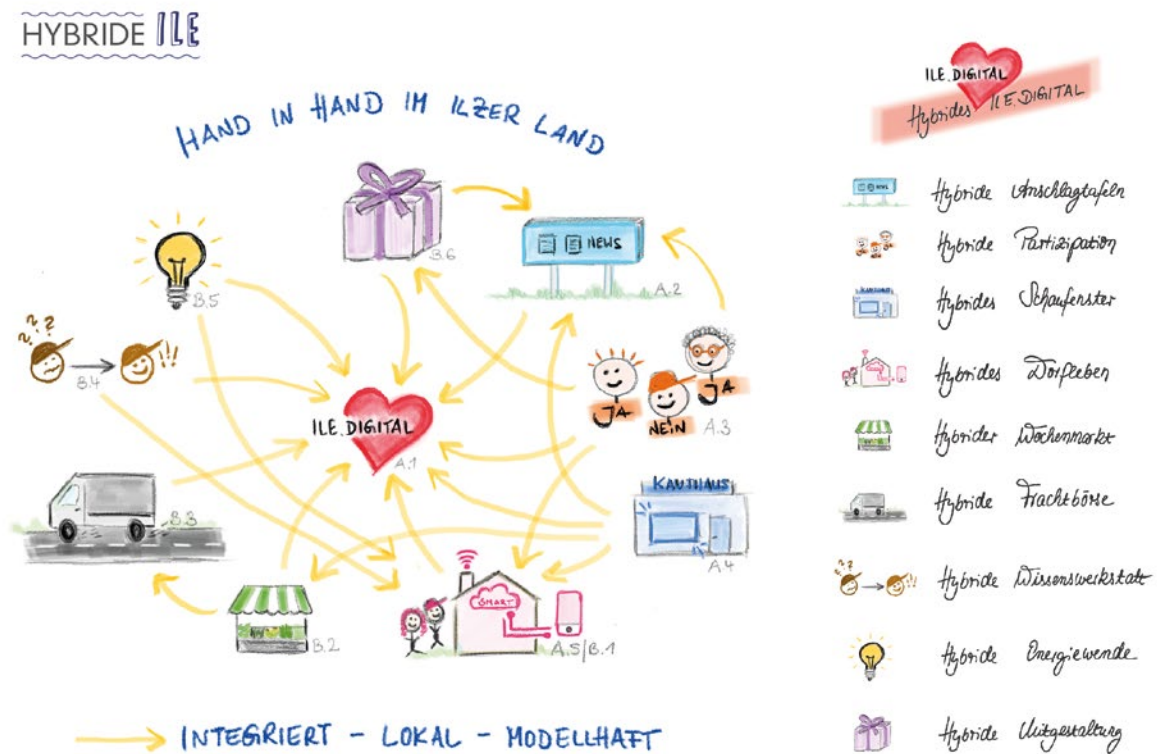 HYBRIDE ILE
HAND IN HAND IM ILZER LAND
B.6
NEWS
A.2
B.5
???
!!!
B.4
JA
NEIN
JA
A.3
ILE.DIGITAL
A.1
B.3
KAUFHAUS
A.4
B.2
SMART
A.5/B.1
INTEGRIERT - LOKAL - MODELLHAFT
ILE.DIGITAL
Hybrides ILE.DIGITAL
NEWS
Hybride Anschlagtafeln
Hybride Partizipation
KAUFHAUS
Hybrides Schaufenster
Hybrides Dorfleben
Hybrider Wochenmarkt
Hybride Frachtbörse
???
!!!
Hybride Wissenswerkstatt
Hybride Energiewende
Hybride Mitgestaltung